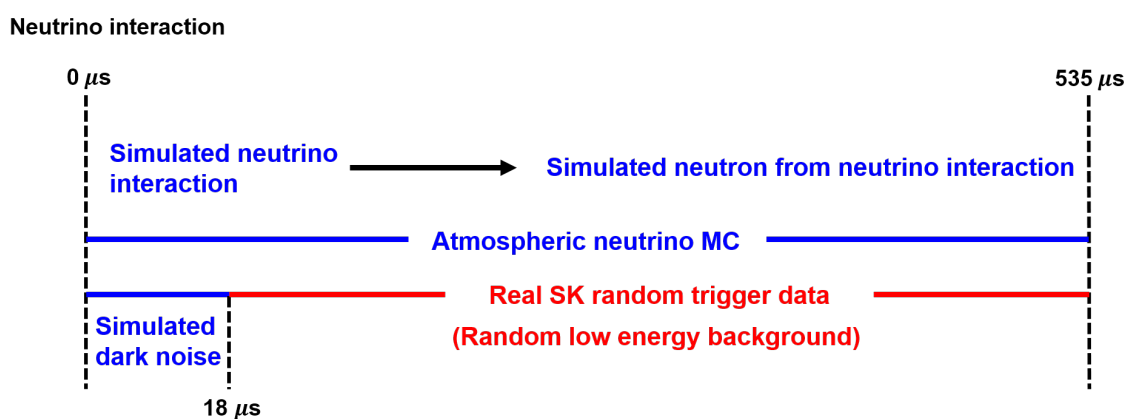 Neutrino interaction
0 μs
535 μs
Simulated neutrino
interaction
Simulated neutron from neutrino interaction
Atmospheric neutrino MC
Real SK random trigger data
(Random low energy background)
Simulated
dark noise
18 μs